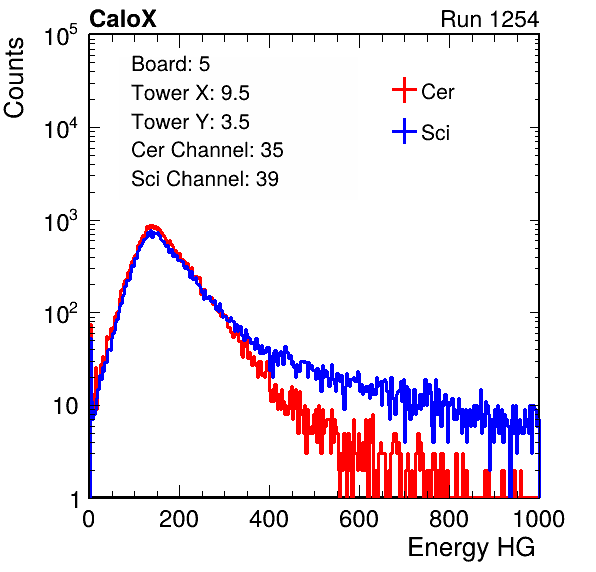 CaloX Run 1254
Counts
Board: 5
Tower X: 9.5
Tower Y: 3.5
Cer Channel: 35
Sci Channel: 39
Cer
Sci
10^5
10^4
10^3
10^2
10
1
0 200 400 600 800 1000
Energy HG